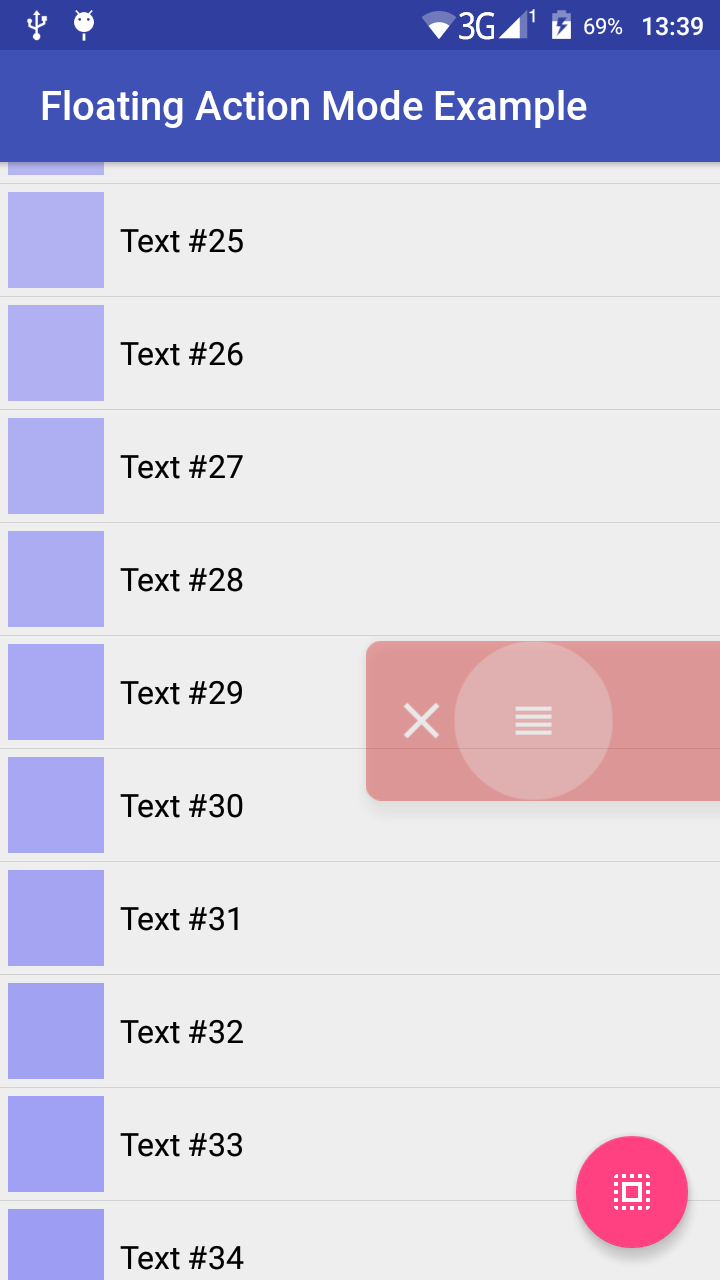 3G 1 69% 13:39
Floating Action Mode Example
Text #25
Text #26
Text #27
Text #28
Text #29
Text #30
Text #31
Text #32
Text #33
Text #34